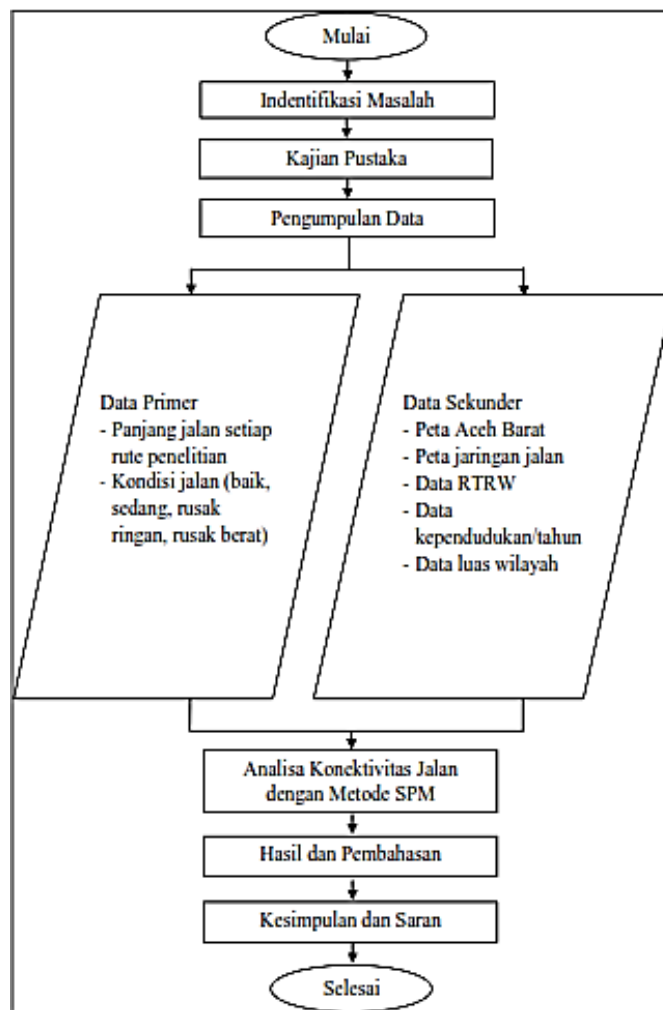 Mulai
Indentifikasi Masalah
Kajian Pustaka
Pengumpulan Data
Data Primer
- Panjang jalan setiap
rute penelitian
- Kondisi jalan (baik,
sedang, rusak
ringan, rusak berat)
Data Sekunder
- Peta Aceh Barat
- Peta jaringan jalan
- Data RTRW
- Data
kependudukan/tahun
- Data luas wilayah
Analisa Konektivitas Jalan
dengan Metode SPM
Hasil dan Pembahasan
Kesimpulan dan Saran
Selesai